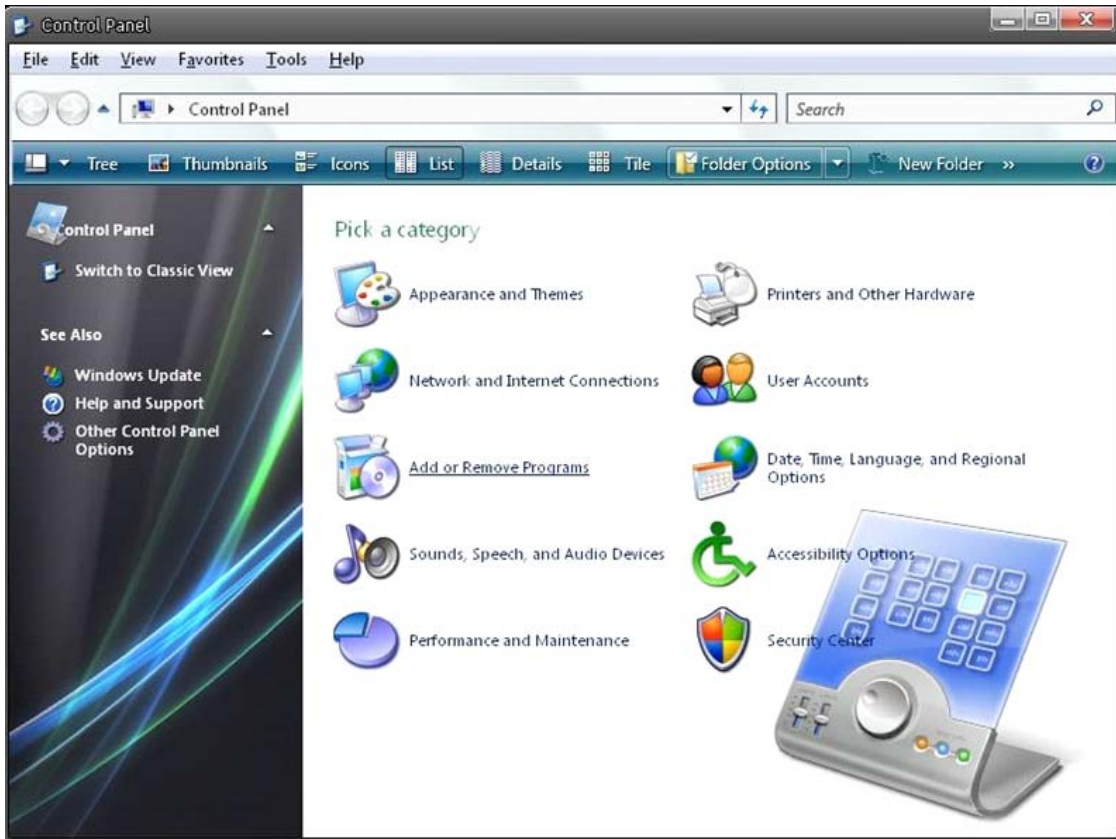 Control Panel
File Edit View Favorites Tools Help
Control Panel
Search
Tree Thumbnails Icons List Details Tile Folder Options New Folder »
Control Panel
Switch to Classic View
See Also
Windows Update
Help and Support
Other Control Panel
Options
Pick a category
Appearance and Themes
Printers and Other Hardware
Network and Internet Connections
User Accounts
Add or Remove Programs
Date, Time, Language, and Regional
Options
Sounds, Speech, and Audio Devices
Accessibility Options
Performance and Maintenance
Security Center